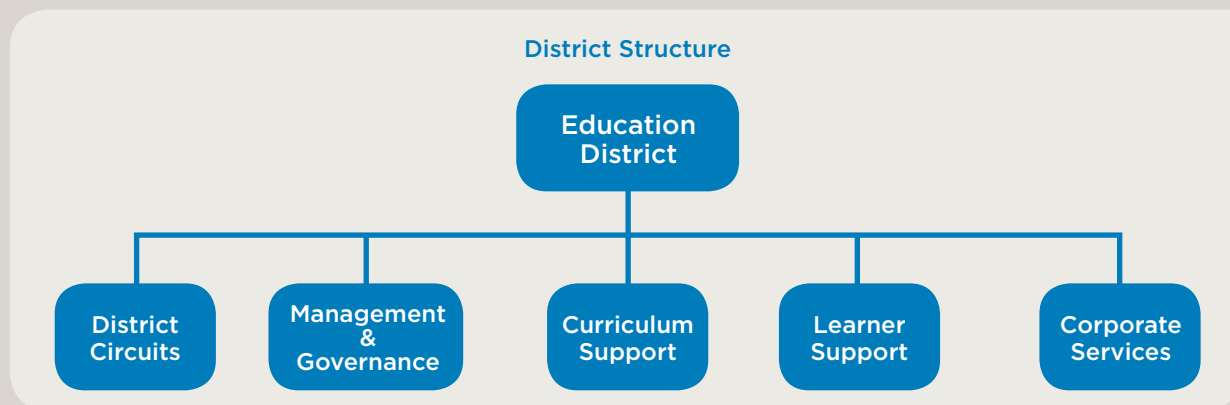 District Structure
Education
District
District
Circuits
Management
&
Governance
Curriculum
Support
Learner
Support
Corporate
Services